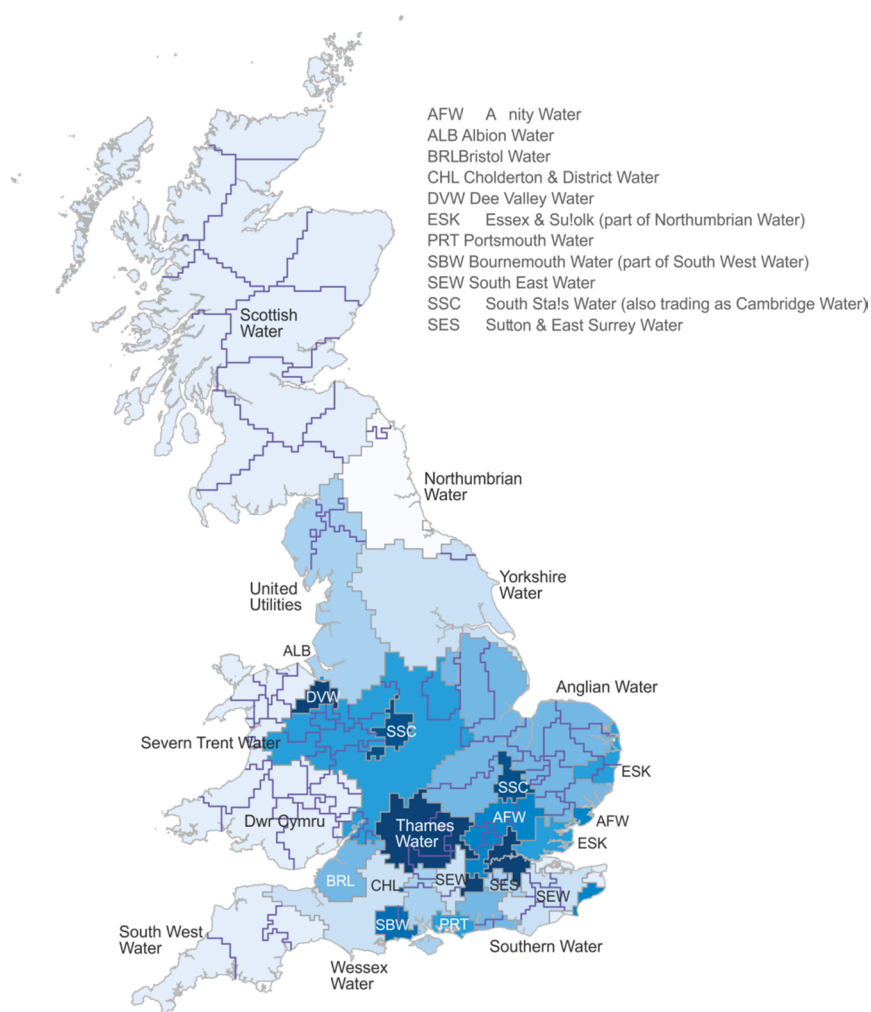 AFW A nity Water
ALB Albion Water
BRLBristol Water
CHL Cholderton & District Water
DVW Dee Valley Water
ESK Essex & Su!olk (part of Northumbrian Water)
PRT Portsmouth Water
SBW Bournemouth Water (part of South West Water)
SEW South East Water
SSC South Sta!s Water (also trading as Cambridge Water)
SES Sutton & East Surrey Water
Scottish
Water
Northumbrian
Water
United
Utilities
Yorkshire
Water
ALB
DVW
Anglian Water
SSC
Severn Trent Water
ESK
SSC
Dwr Cymru
Thames
Water
AFW
AFW
ESK
BRL
CHL
SEW
SES
SEW
SBW
PRT
South West
Water
Southern Water
Wessex
Water